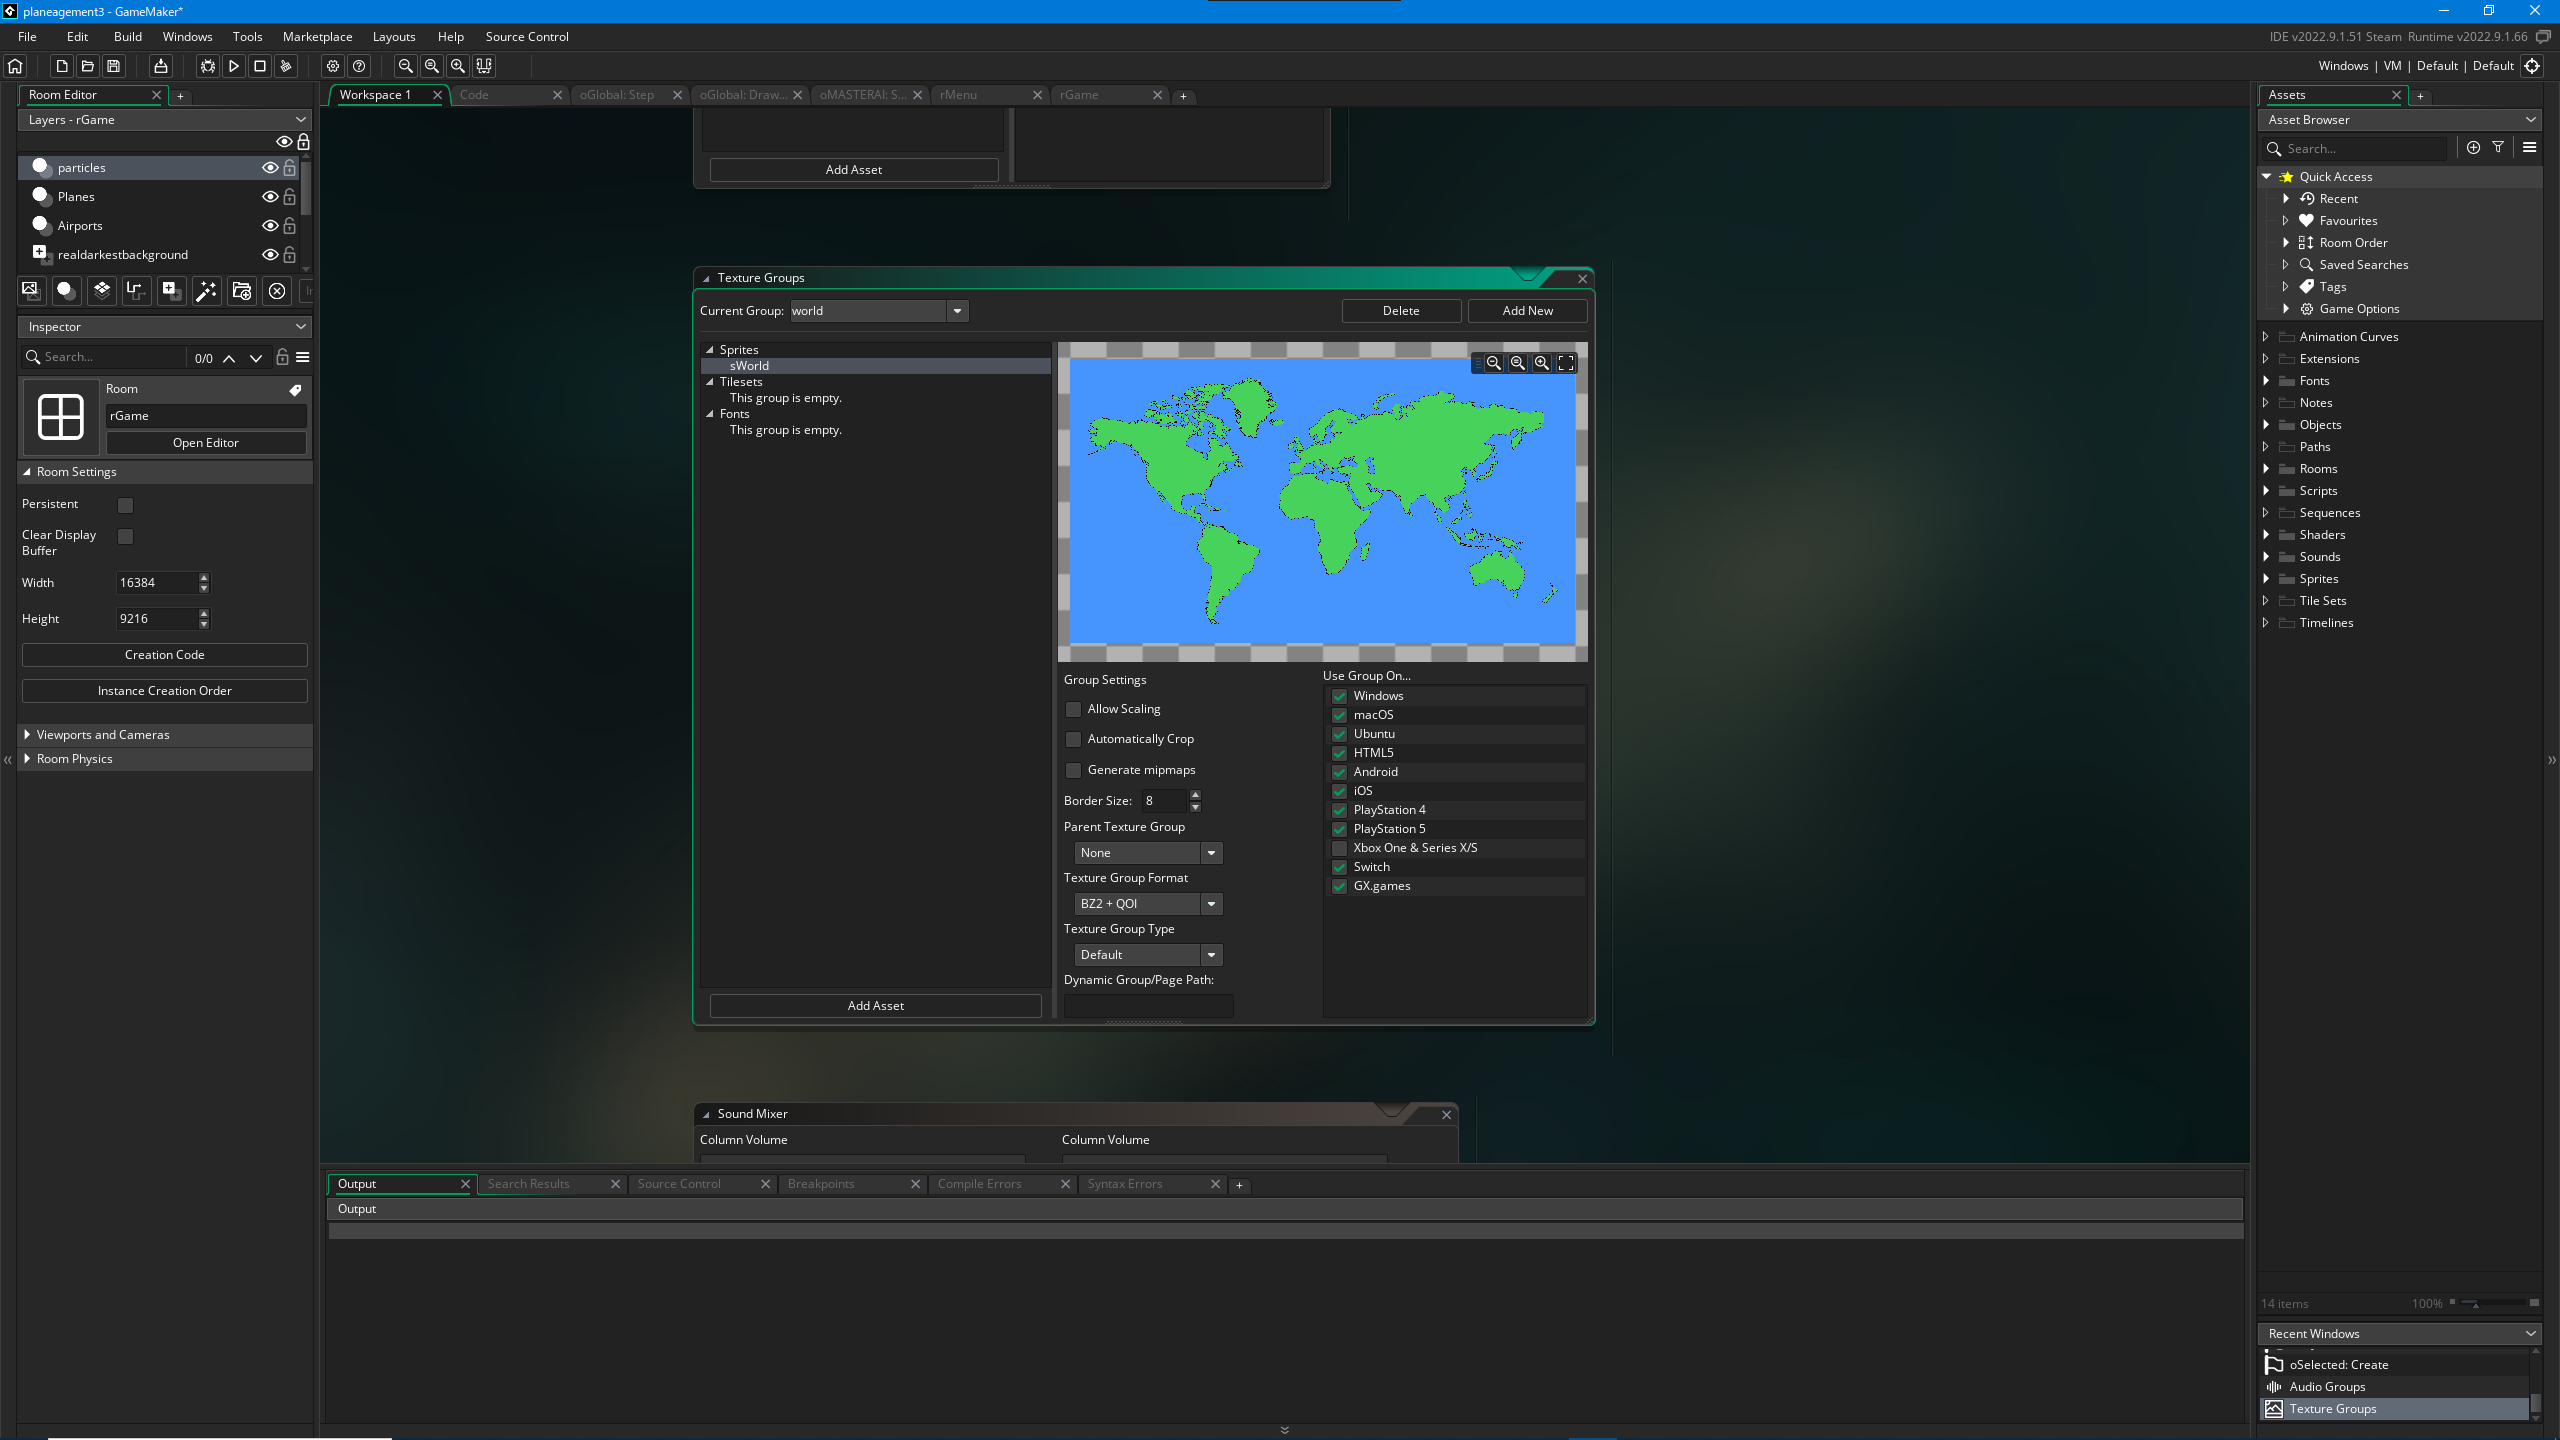 planeagement3 - GameMaker*
File Edit Build Windows Tools Marketplace Layouts Help Source Control
IDE v2022.9.1.51 Steam Runtime v2022.9.1.66
Windows | VM | Default | Default
Room Editor
Layers - rGame
particles
Planes
Airports
realdarkestbackground
Inspector
Search...
0/0
Room
rGame
Open Editor
Room Settings
Persistent
Clear Display
Buffer
Width 16384
Height 9216
Creation Code
Instance Creation Order
Viewports and Cameras
Room Physics
Workspace 1 Code oGlobal: Step oGlobal: Draw... oMASTERAI: S... rMenu rGame
Add Asset
Texture Groups
Current Group: world
Delete Add New
Sprites
sWorld
Tilesets
This group is empty.
Fonts
This group is empty.
Add Asset
Group Settings
Allow Scaling
Automatically Crop
Generate mipmaps
Border Size: 8
Parent Texture Group
None
Texture Group Format
BZ2 + QOI
Texture Group Type
Default
Dynamic Group/Page Path:
Use Group On...
Windows
macOS
Ubuntu
HTML5
Android
iOS
PlayStation 4
PlayStation 5
Xbox One & Series X/S
Switch
GX.games
Sound Mixer
Column Volume Column Volume
Output Search Results Source Control Breakpoints Compile Errors Syntax Errors
Output
Assets
Asset Browser
Search...
Quick Access
Recent
Favourites
Room Order
Saved Searches
Tags
Game Options
Animation Curves
Extensions
Fonts
Notes
Objects
Paths
Rooms
Scripts
Sequences
Shaders
Sounds
Sprites
Tile Sets
Timelines
14 items 100%
Recent Windows
oSelected: Create
Audio Groups
Texture Groups